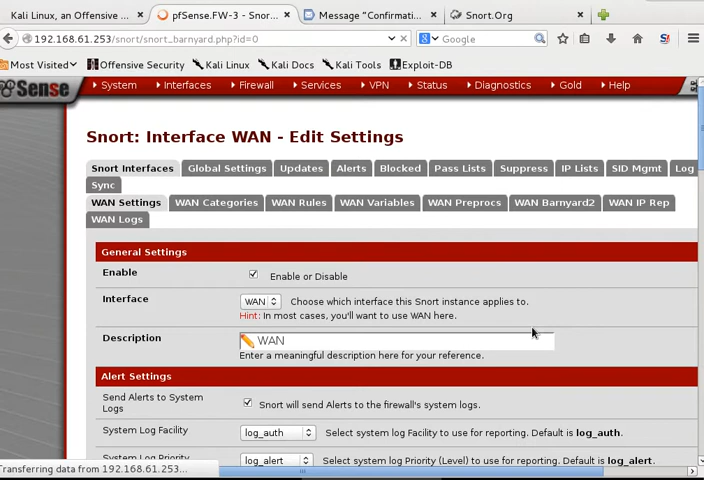 Kali Linux, an Offensive ...
pfSense.FW-3 - Snor...
Message "Confirmati...
Snort.Org
192.168.61.253/snort/snort_barnyard.php?id=0
Google
Most Visited
Offensive Security
Kali Linux
Kali Docs
Kali Tools
Exploit-DB
Sense
System
Interfaces
Firewall
Services
VPN
Status
Diagnostics
Gold
Help
Snort: Interface WAN - Edit Settings
Snort Interfaces
Global Settings
Updates
Alerts
Blocked
Pass Lists
Suppress
IP Lists
SID Mgmt
Log
Sync
WAN Settings
WAN Categories
WAN Rules
WAN Variables
WAN Preprocs
WAN Barnyard2
WAN IP Rep
WAN Logs
General Settings
Enable
Enable or Disable
Interface
WAN
Choose which interface this Snort instance applies to.
Hint: In most cases, you'll want to use WAN here.
Description
WAN
Enter a meaningful description here for your reference.
Alert Settings
Send Alerts to System
Logs
Snort will send Alerts to the firewall's system logs.
System Log Facility
log_auth
Select system log Facility to use for reporting. Default is log_auth.
System Log Priority
log_alert
Select system log Priority (Level) to use for reporting. Default is log_alert.
Transferring data from 192.168.61.253...